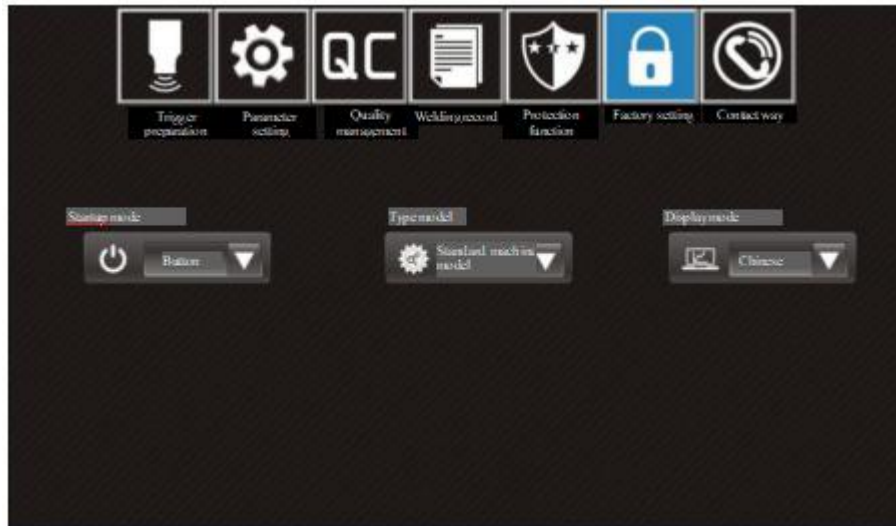 QC
Trigger
preparation
Parameter
setting
Quality
management
Welding record
Protection
function
Factory setting
Contact way
Startup mode
Type model
Display mode
Button
Standard machine
model
Chinese